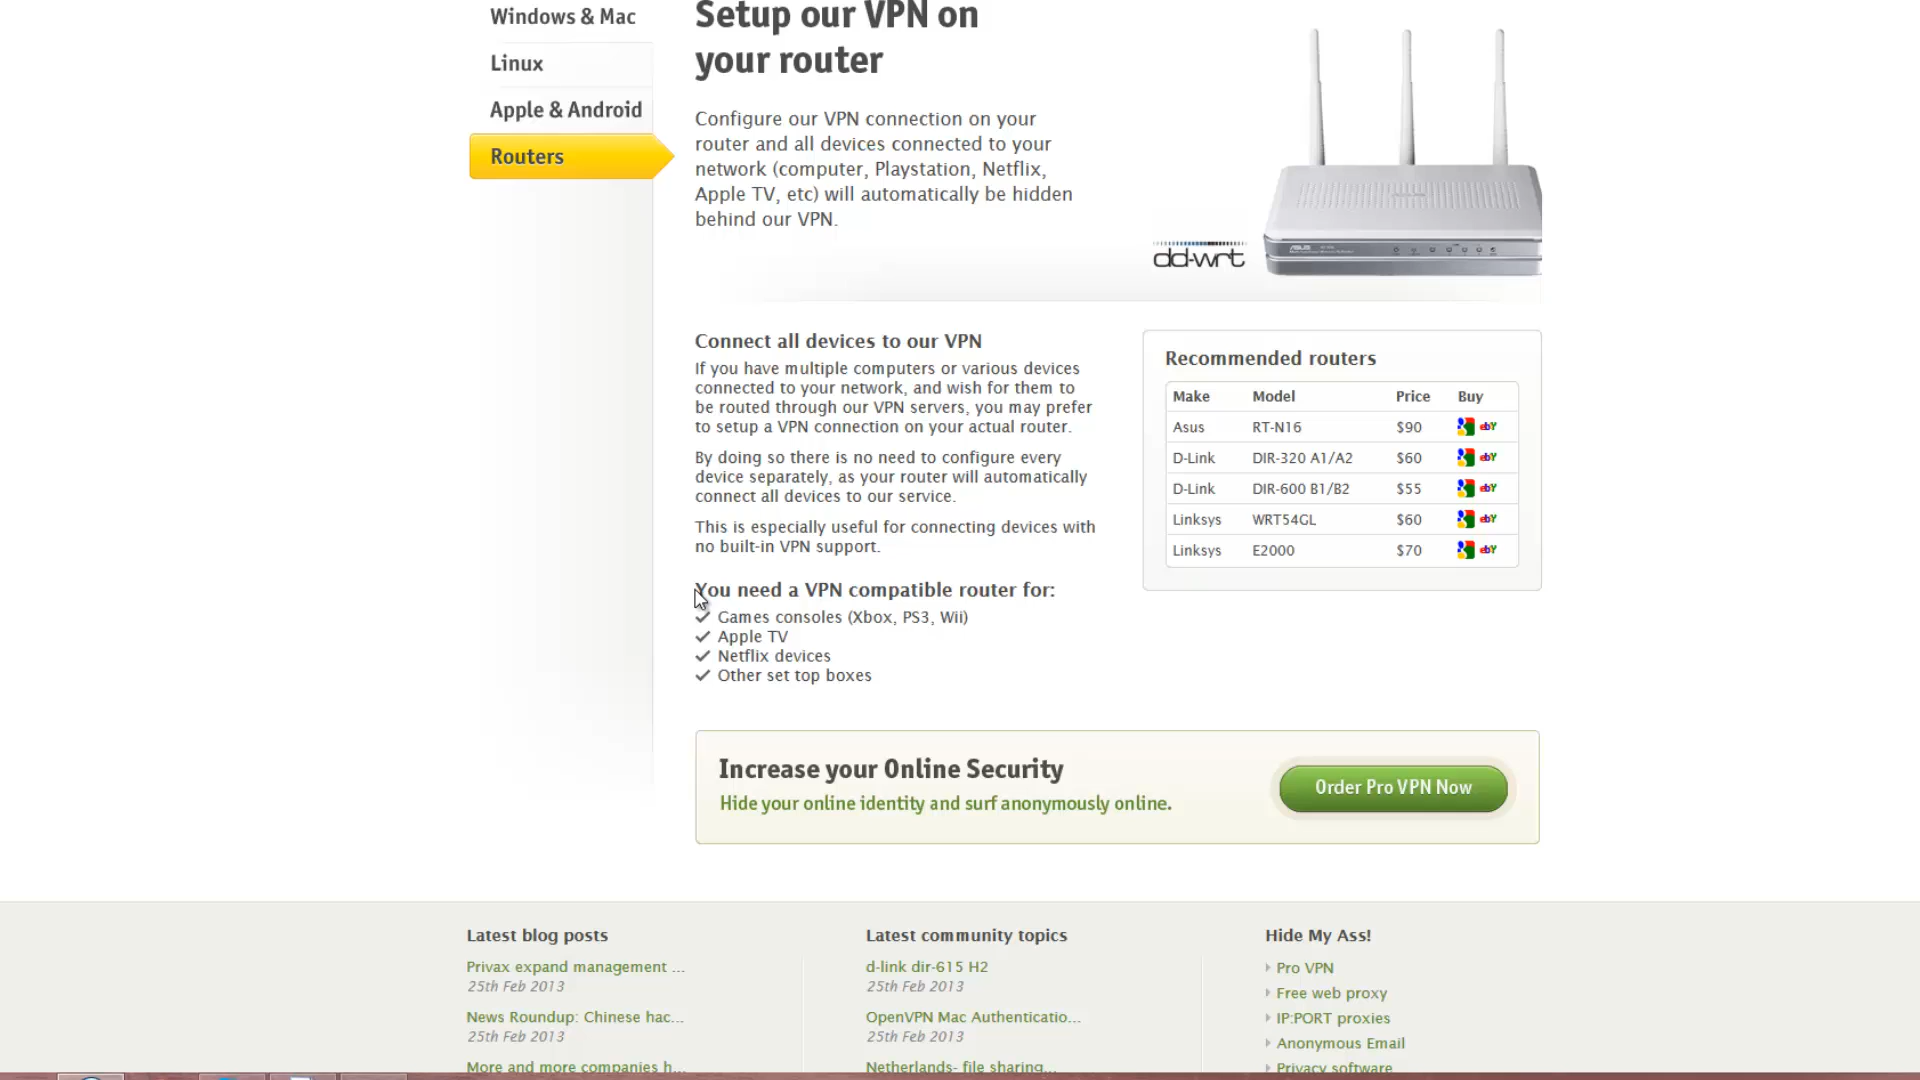 Windows & Mac
Linux
Apple & Android
Routers
Setup our VPN on
your router
Configure our VPN connection on your
router and all devices connected to your
network (computer, Playstation, Netflix,
Apple TV, etc) will automatically be hidden
behind our VPN.
dd-wrt
Connect all devices to our VPN
If you have multiple computers or various devices
connected to your network, and wish for them to
be routed through our VPN servers, you may prefer
to setup a VPN connection on your actual router.
By doing so there is no need to configure every
device separately, as your router will automatically
connect all devices to our service.
This is especially useful for connecting devices with
no built-in VPN support.
You need a VPN compatible router for:
Games consoles (Xbox, PS3, Wii)
Apple TV
Netflix devices
Other set top boxes
Recommended routers
Make Model Price Buy
Asus RT-N16 $90 ebY
D-Link DIR-320 A1/A2 $60 ebY
D-Link DIR-600 B1/B2 $55 ebY
Linksys WRT54GL $60 ebY
Linksys E2000 $70 ebY
Increase your Online Security
Hide your online identity and surf anonymously online.
Order Pro VPN Now
Latest blog posts
Privax expand management ...
25th Feb 2013
News Roundup: Chinese hac...
25th Feb 2013
More and more companies h...
Latest community topics
d-link dir-615 H2
25th Feb 2013
OpenVPN Mac Authenticatio...
25th Feb 2013
Netherlands- file sharing...
Hide My Ass!
Pro VPN
Free web proxy
IP:PORT proxies
Anonymous Email
Privacy software